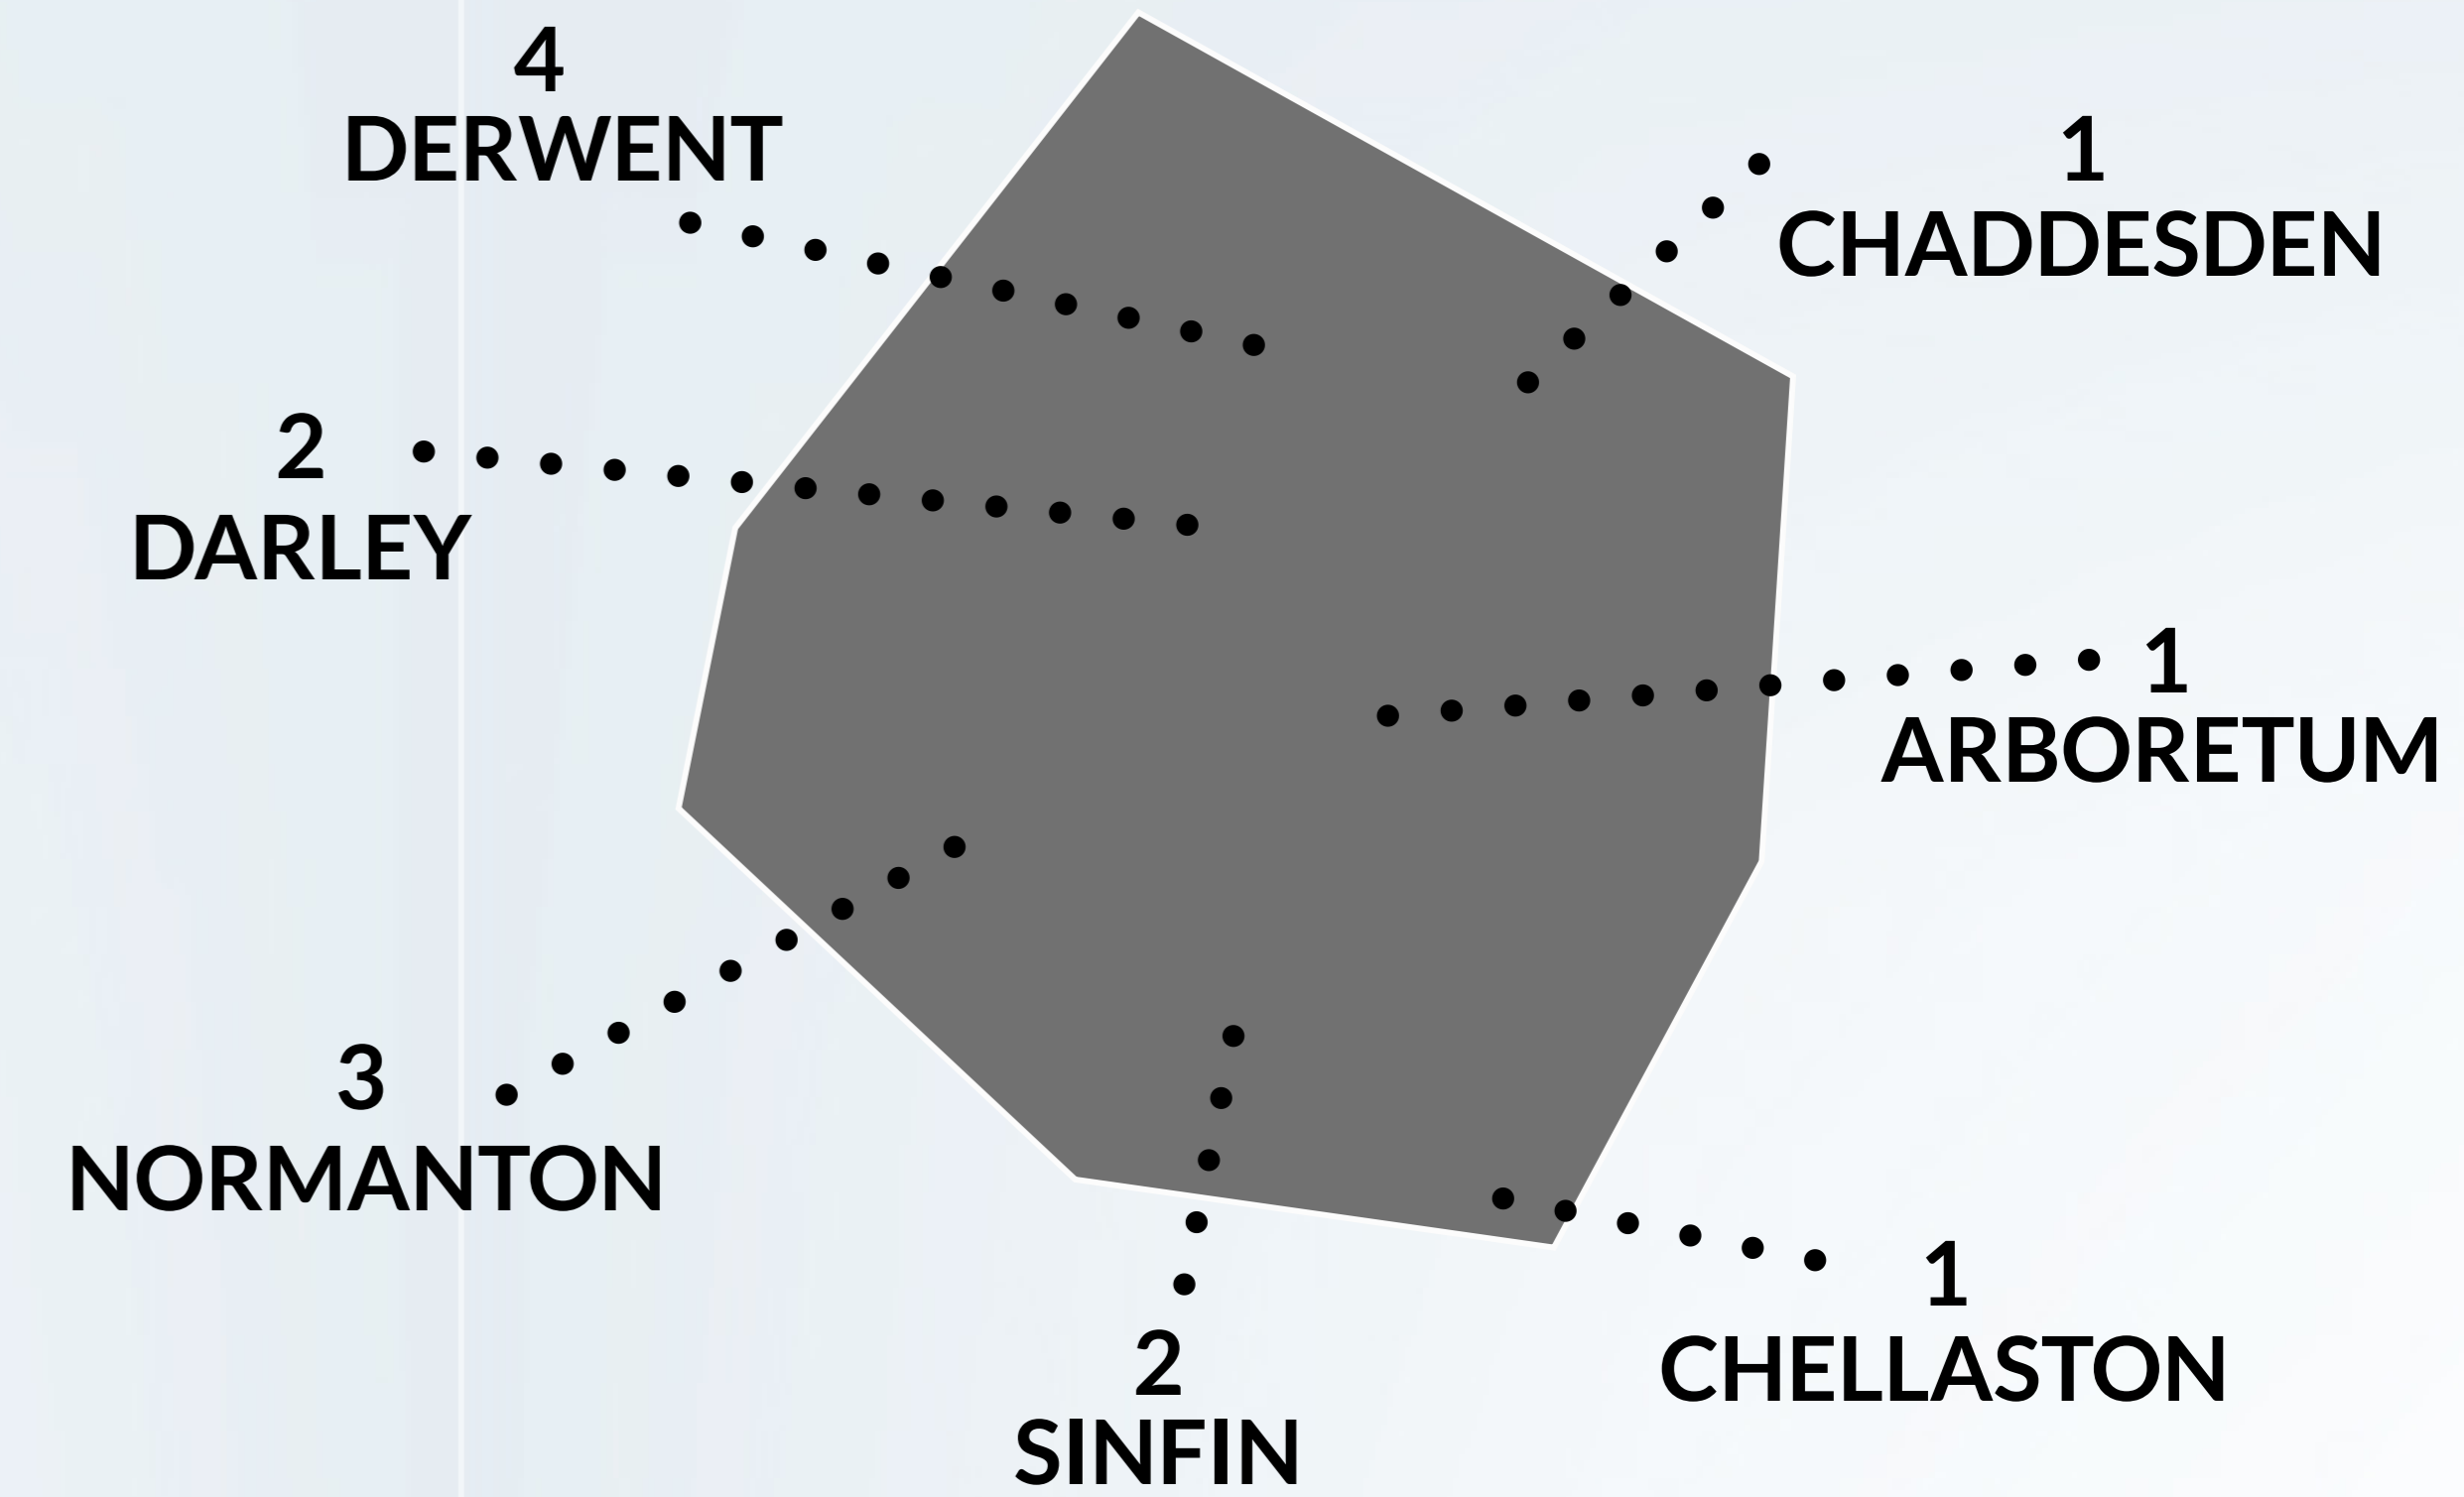 4
DERWENT
1
CHADDESDEN
2
DARLEY
1
ARBORETUM
3
NORMANTON
1
CHELLASTON
2
SINFIN